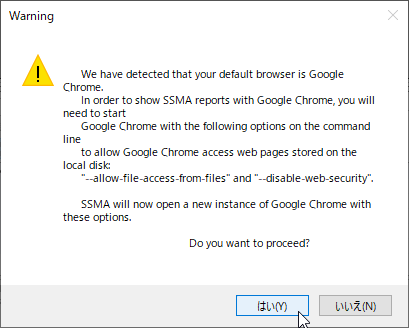 Warning
We have detected that your default browser is Google
Chrome.
In order to show SSMA reports with Google Chrome, you will
need to start
Google Chrome with the following options on the command
line
to allow Google Chrome access web pages stored on the
local disk:
"--allow-file-access-from-files" and "--disable-web-security".
SSMA will now open a new instance of Google Chrome with
these options.
Do you want to proceed?
はい(Y)
いいえ(N)